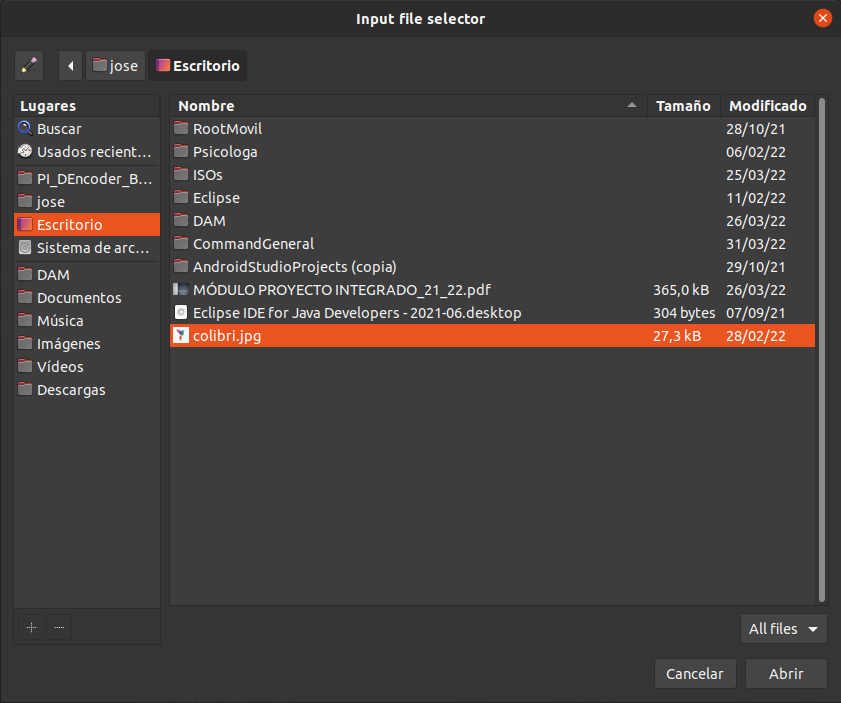 Input file selector
jose Escritorio
Lugares
Buscar
Usados recient...
PI_DEncoder_B...
jose
Escritorio
Sistema de arc...
DAM
Documentos
Música
Imágenes
Vídeos
Descargas
Nombre Tamaño Modificado
RootMovil 28/10/21
Psicologa 06/02/22
ISOs 25/03/22
Eclipse 11/02/22
DAM 26/03/22
CommandGeneral 31/03/22
AndroidStudioProjects (copia) 29/10/21
MÓDULO PROYECTO INTEGRADO_21_22.pdf 365,0 kB 26/03/22
Eclipse IDE for Java Developers - 2021-06.desktop 304 bytes 07/09/21
colibri.jpg 27,3 kB 28/02/22
All files
Cancelar Abrir